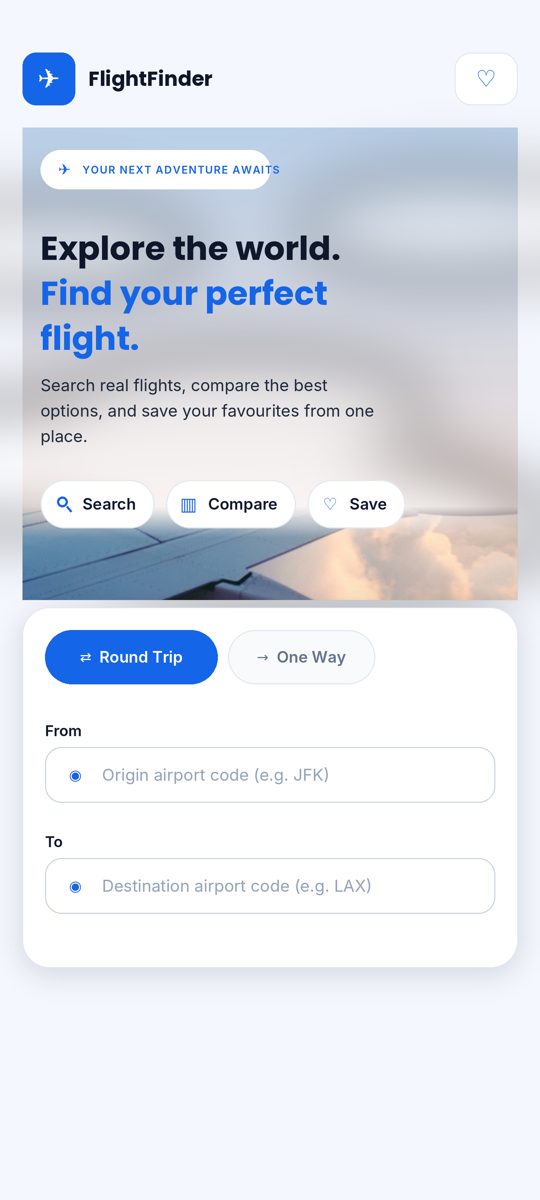 FlightFinder
YOUR NEXT ADVENTURE AWAITS
Explore the world.
Find your perfect
flight.
Search real flights, compare the best
options, and save your favourites from one
place.
Search
Compare
Save
Round Trip
One Way
From
Origin airport code (e.g. JFK)
To
Destination airport code (e.g. LAX)